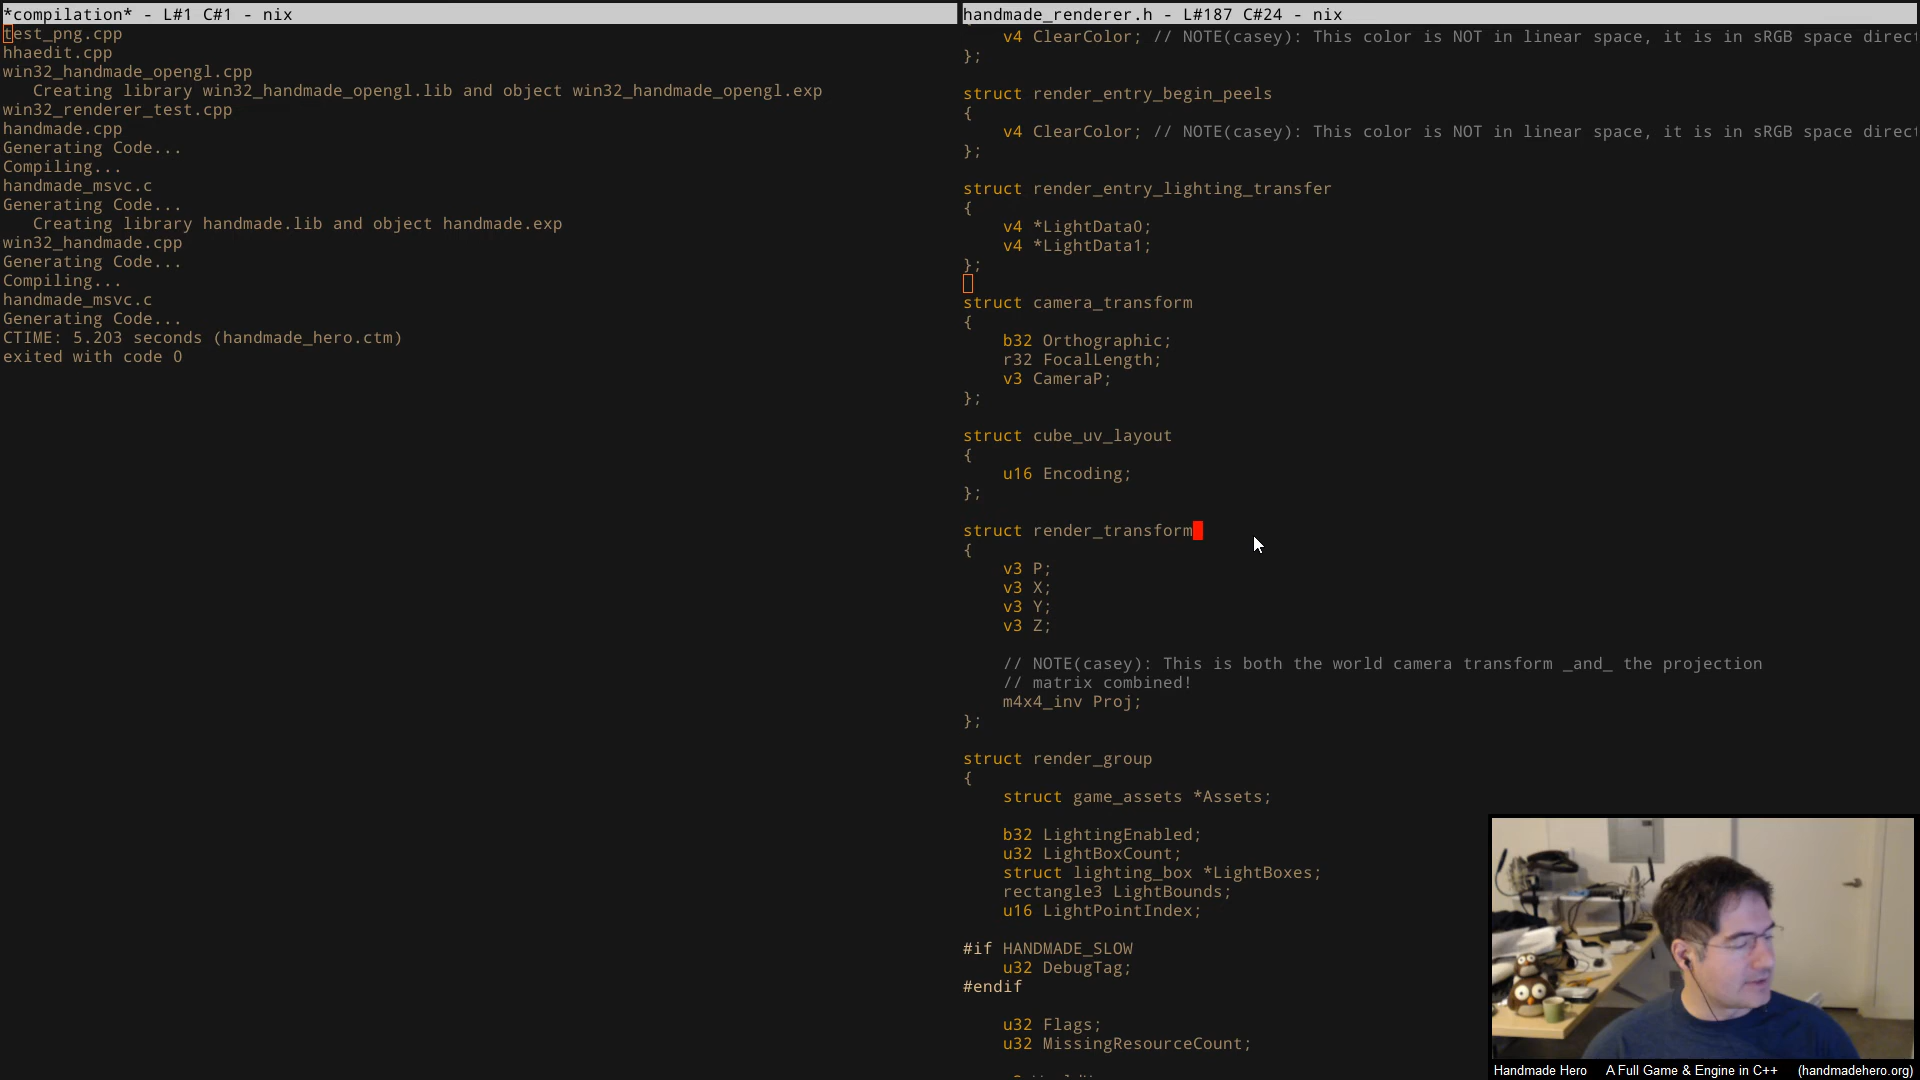 *compilation* - L#1 C#1 - nix
test_png.cpp
hhaedit.cpp
win32_handmade_opengl.cpp
   Creating library win32_handmade_opengl.lib and object win32_handmade_opengl.exp
win32_renderer_test.cpp
handmade.cpp
Generating Code...
Compiling...
handmade_msvc.c
Generating Code...
   Creating library handmade.lib and object handmade.exp
win32_handmade.cpp
Generating Code...
Compiling...
handmade_msvc.c
Generating Code...
CTIME: 5.203 seconds (handmade_hero.ctm)
exited with code 0
handmade_renderer.h - L#187 C#24 - nix
    v4 ClearColor; // NOTE(casey): This color is NOT in linear space, it is in sRGB space direct
};
struct render_entry_begin_peels
{
    v4 ClearColor; // NOTE(casey): This color is NOT in linear space, it is in sRGB space direct
};
struct render_entry_lighting_transfer
{
    v4 *LightData0;
    v4 *LightData1;
};
struct camera_transform
{
    b32 Orthographic;
    r32 FocalLength;
    v3 CameraP;
};
struct cube_uv_layout
{
    u16 Encoding;
};
struct render_transform
{
    v3 P;
    v3 X;
    v3 Y;
    v3 Z;
    // NOTE(casey): This is both the world camera transform _and_ the projection
    // matrix combined!
    m4x4_inv Proj;
};
struct render_group
{
    struct game_assets *Assets;
    b32 LightingEnabled;
    u32 LightBoxCount;
    struct lighting_box *LightBoxes;
    rectangle3 LightBounds;
    u16 LightPointIndex;
#if HANDMADE_SLOW
    u32 DebugTag;
#endif
    u32 Flags;
    u32 MissingResourceCount;
Handmade Hero A Full Game & Engine in C++ (handmadehero.org)